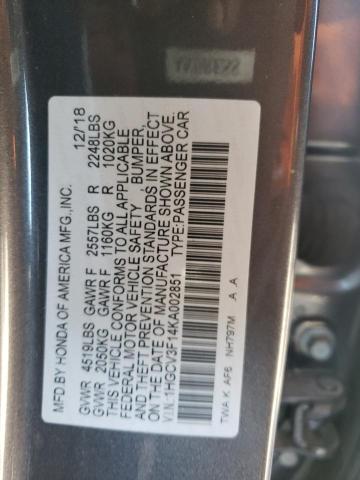 MFD BY HONDA OF AMERICA MFG.,INC. 12/18
GVWR 4519LBS GAWR F 2557LBS R 2248LBS
GVWR 2050KG GAWR F 1160KG R 1020KG
THIS VEHICLE CONFORMS TO ALL APPLICABLE
FEDERAL MOTOR VEHICLE SAFETY , BUMPER,
AND THEFT PREVENTION STANDARDS IN EFFECT
ON THE DATE OF MANUFACTURE SHOWN ABOVE.
V.I.N.:1HGCV3F14KA002851 TYPE:PASSENGER CAR
TWA K AF6 NH797M A A